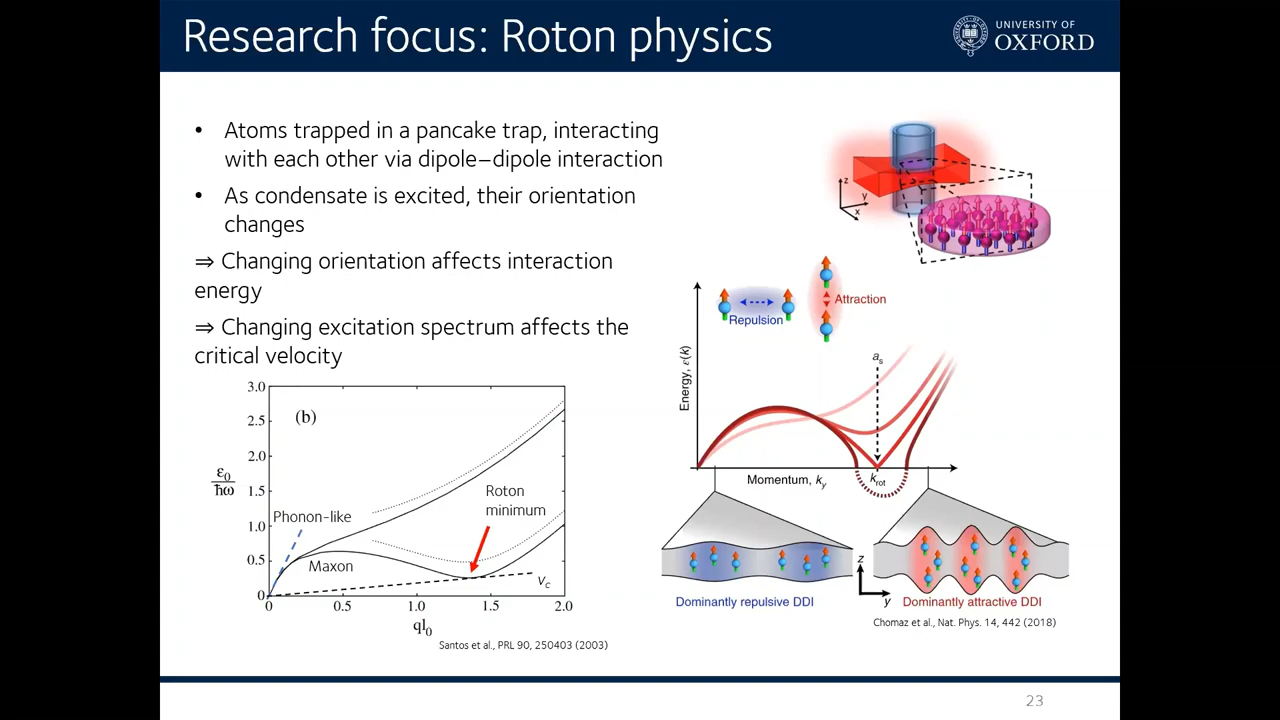 Research focus: Roton physics
UNIVERSITY OF
OXFORD
• Atoms trapped in a pancake trap, interacting
with each other via dipole–dipole interaction
• As condensate is excited, their orientation
changes
⇒ Changing orientation affects interaction
energy
⇒ Changing excitation spectrum affects the
critical velocity
z
y
x
Repulsion
Attraction
Energy, ε(k)
a_s
Momentum, k_y
k_rot
Dominantly repulsive DDI
z
y
Dominantly attractive DDI
Chomaz et al., Nat. Phys. 14, 442 (2018)
(b)
3.0
2.5
2.0
1.5
1.0
0.5
0
ε₀
ħω
Phonon-like
Maxon
Roton
minimum
v_c
0 0.5 1.0 1.5 2.0
ql₀
Santos et al., PRL 90, 250403 (2003)
23